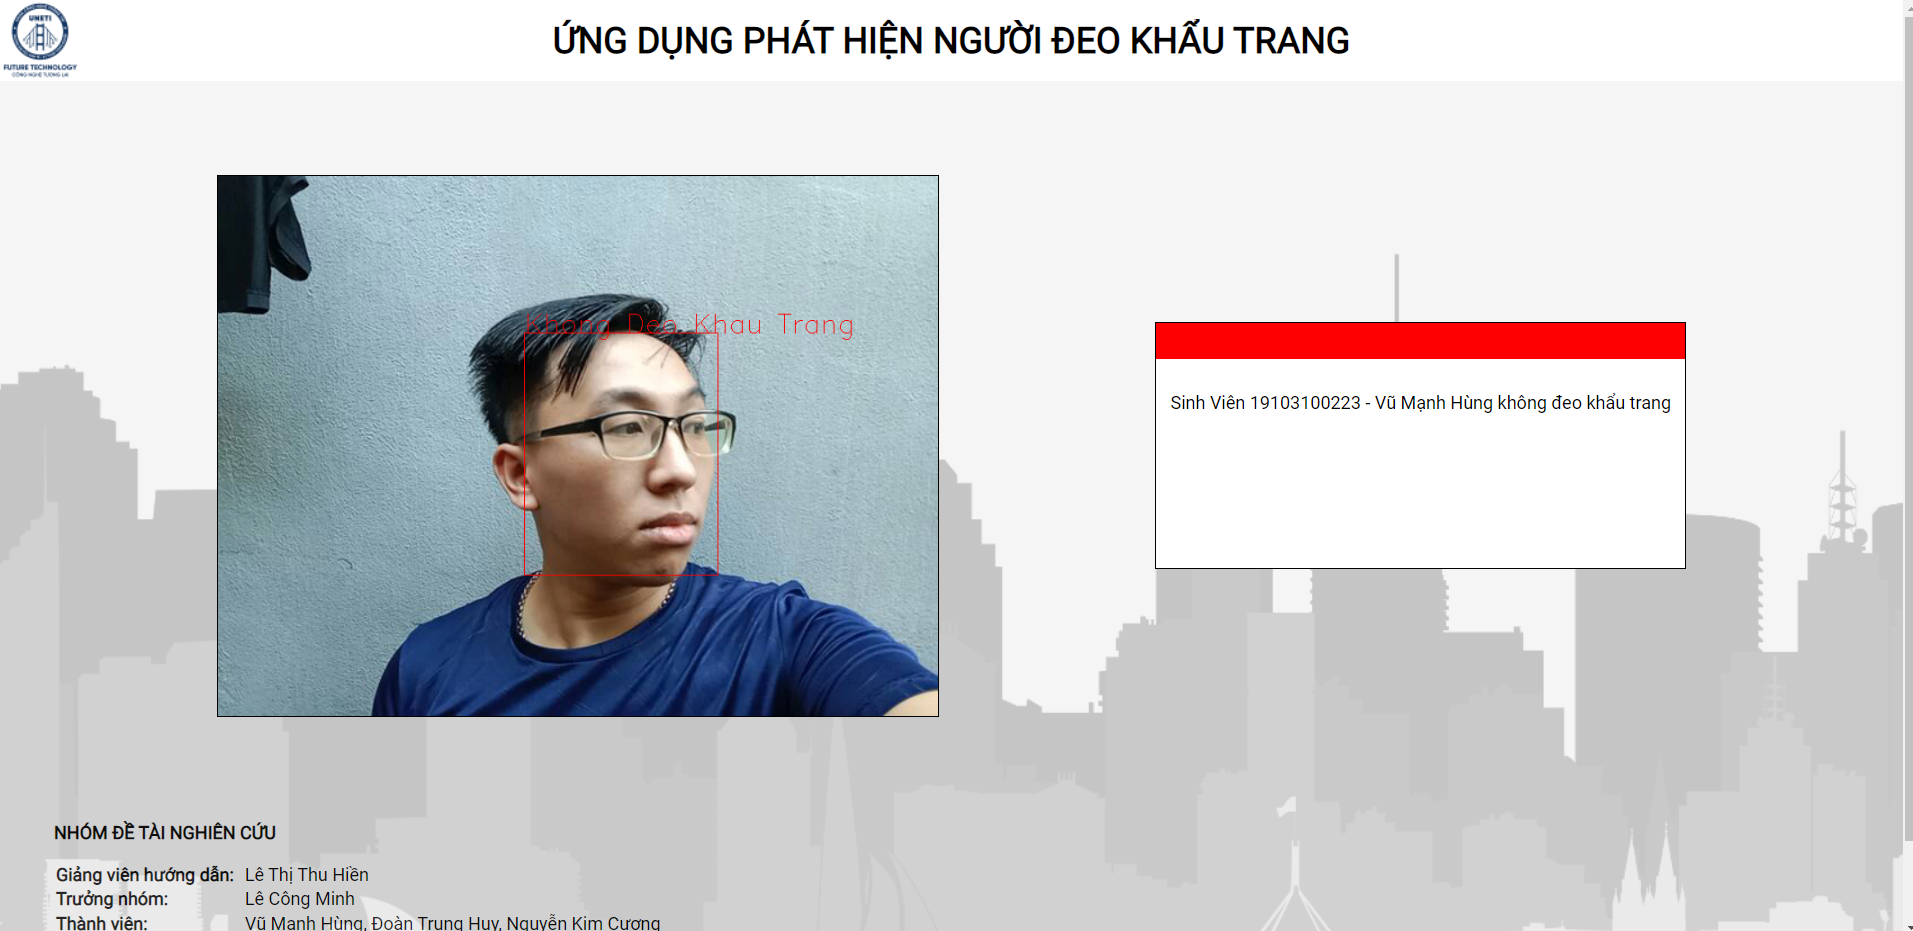 UNETI
FUTURE TECHNOLOGY
CÔNG NGHỆ TƯƠNG LAI
ỨNG DỤNG PHÁT HIỆN NGƯỜI ĐEO KHẨU TRANG
Khong Deo Khau Trang
Sinh Viên 19103100223 - Vũ Mạnh Hùng không đeo khẩu trang
NHÓM ĐỀ TÀI NGHIÊN CỨU
Giảng viên hướng dẫn: Lê Thị Thu Hiền
Trưởng nhóm: Lê Công Minh
Thành viên: Vũ Mạnh Hùng, Đoàn Trung Huy, Nguyễn Kim Cương